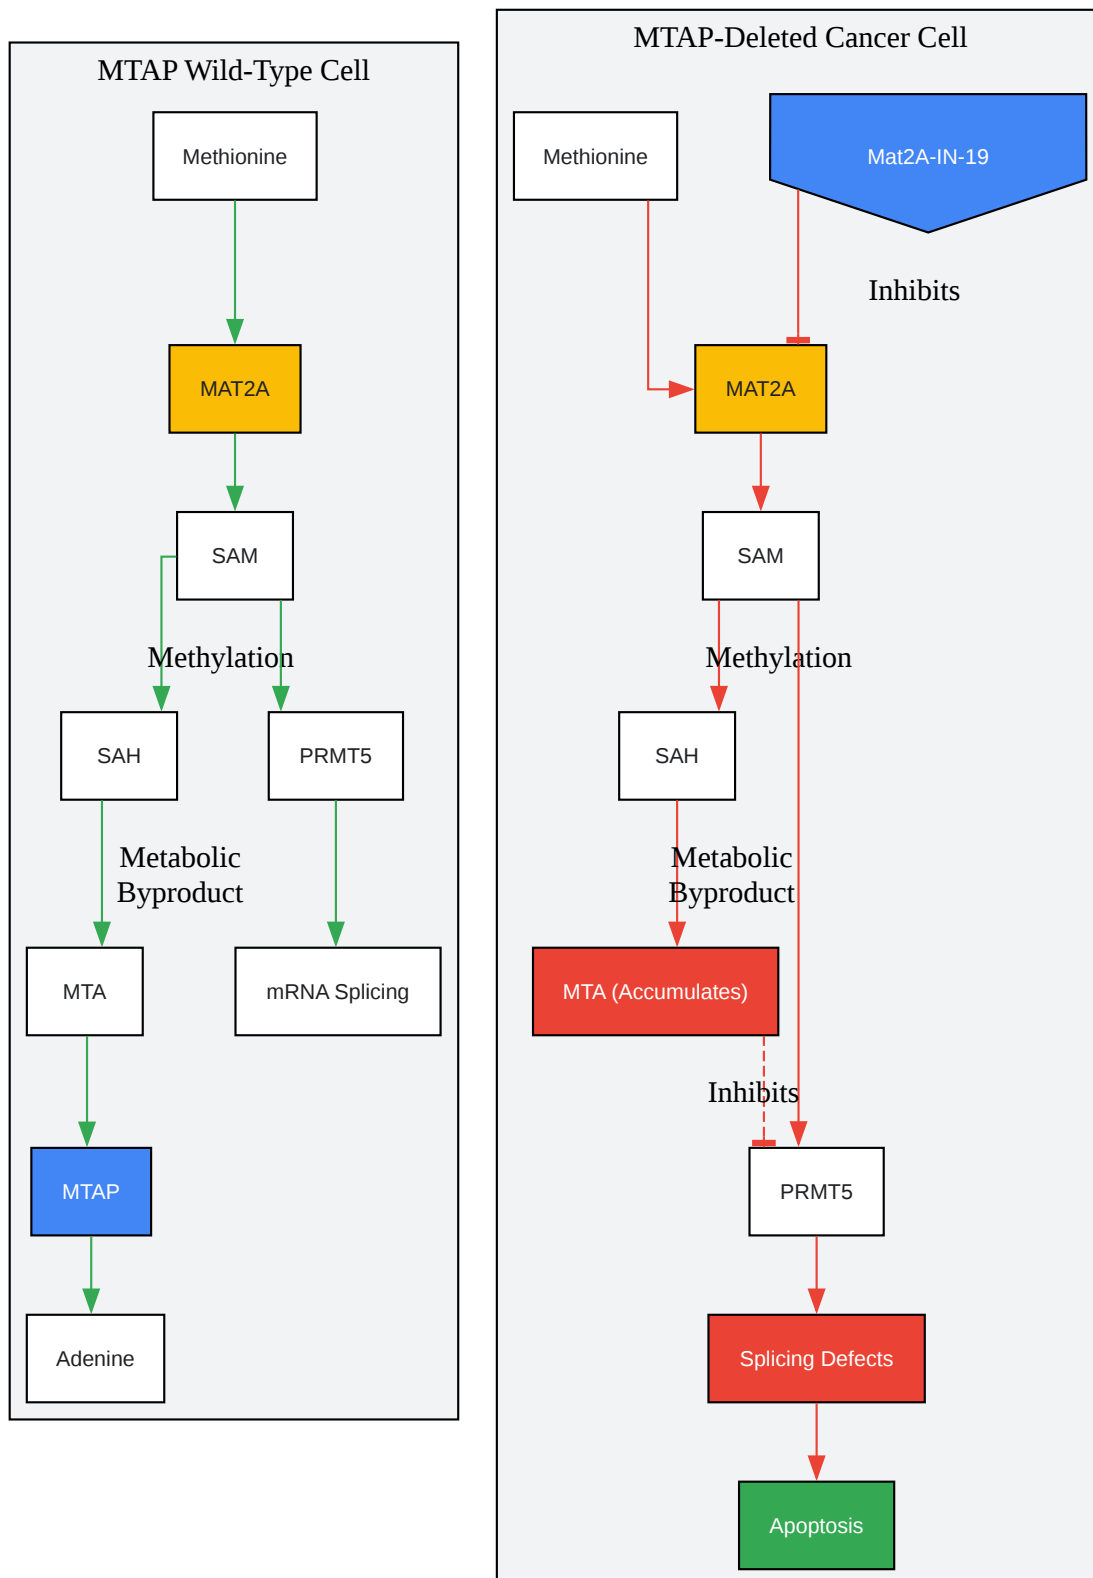 MTAP Wild-Type Cell
Methionine
MAT2A
SAM
Methylation
SAH
PRMT5
Metabolic
Byproduct
MTA
mRNA Splicing
MTAP
Adenine
MTAP-Deleted Cancer Cell
Methionine
Mat2A-IN-19
Inhibits
MAT2A
SAM
Methylation
SAH
Metabolic
Byproduct
MTA (Accumulates)
Inhibits
PRMT5
Splicing Defects
Apoptosis